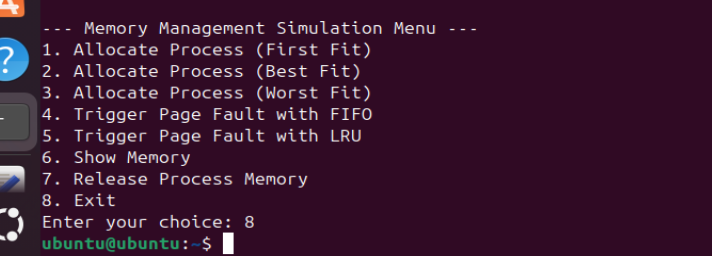 --- Memory Management Simulation Menu ---
1. Allocate Process (First Fit)
2. Allocate Process (Best Fit)
3. Allocate Process (Worst Fit)
4. Trigger Page Fault with FIFO
5. Trigger Page Fault with LRU
6. Show Memory
7. Release Process Memory
8. Exit
Enter your choice: 8
ubuntu@ubuntu:~$